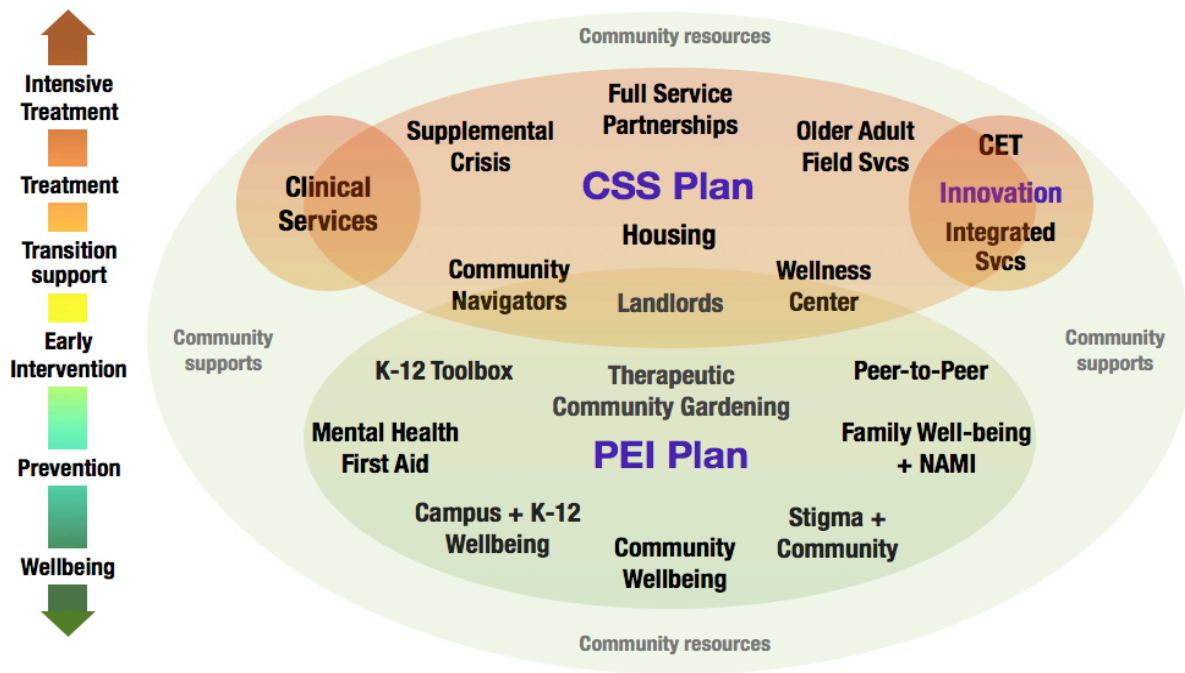 Intensive
Treatment
Treatment
Transition
support
Early
Intervention
Prevention
Wellbeing
Community resources
Full Service
Partnerships
Supplemental
Crisis
Older Adult
Field Svcs
CET
Clinical
Services
CSS Plan
Innovation
Housing
Integrated
Svcs
Community
Navigators
Landlords
Wellness
Center
Community
supports
Community
supports
K-12 Toolbox
Therapeutic
Community Gardening
Peer-to-Peer
Mental Health
First Aid
PEI Plan
Family Well-being
+ NAMI
Campus + K-12
Wellbeing
Community
Wellbeing
Stigma +
Community
Community resources